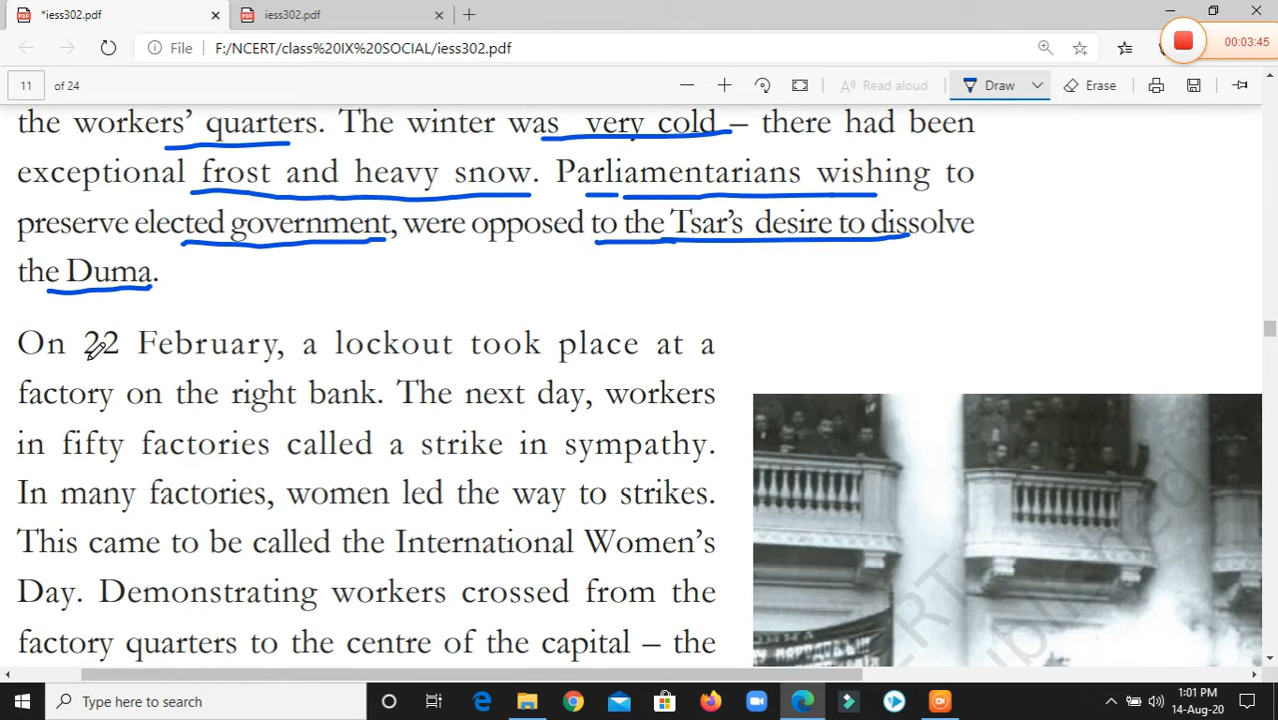 *iess302.pdf
iess302.pdf
File
F:/NCERT/class%20IX%20SOCIAL/iess302.pdf
00:03:45
11 of 24
Read aloud
Draw
Erase
the workers' quarters. The winter was very cold – there had been
exceptional frost and heavy snow. Parliamentarians wishing to
preserve elected government, were opposed to the Tsar's desire to dissolve
the Duma.
On 22 February, a lockout took place at a
factory on the right bank. The next day, workers
in fifty factories called a strike in sympathy.
In many factories, women led the way to strikes.
This came to be called the International Women's
Day. Demonstrating workers crossed from the
factory quarters to the centre of the capital – the
Type here to search
1:01 PM
14-Aug-20